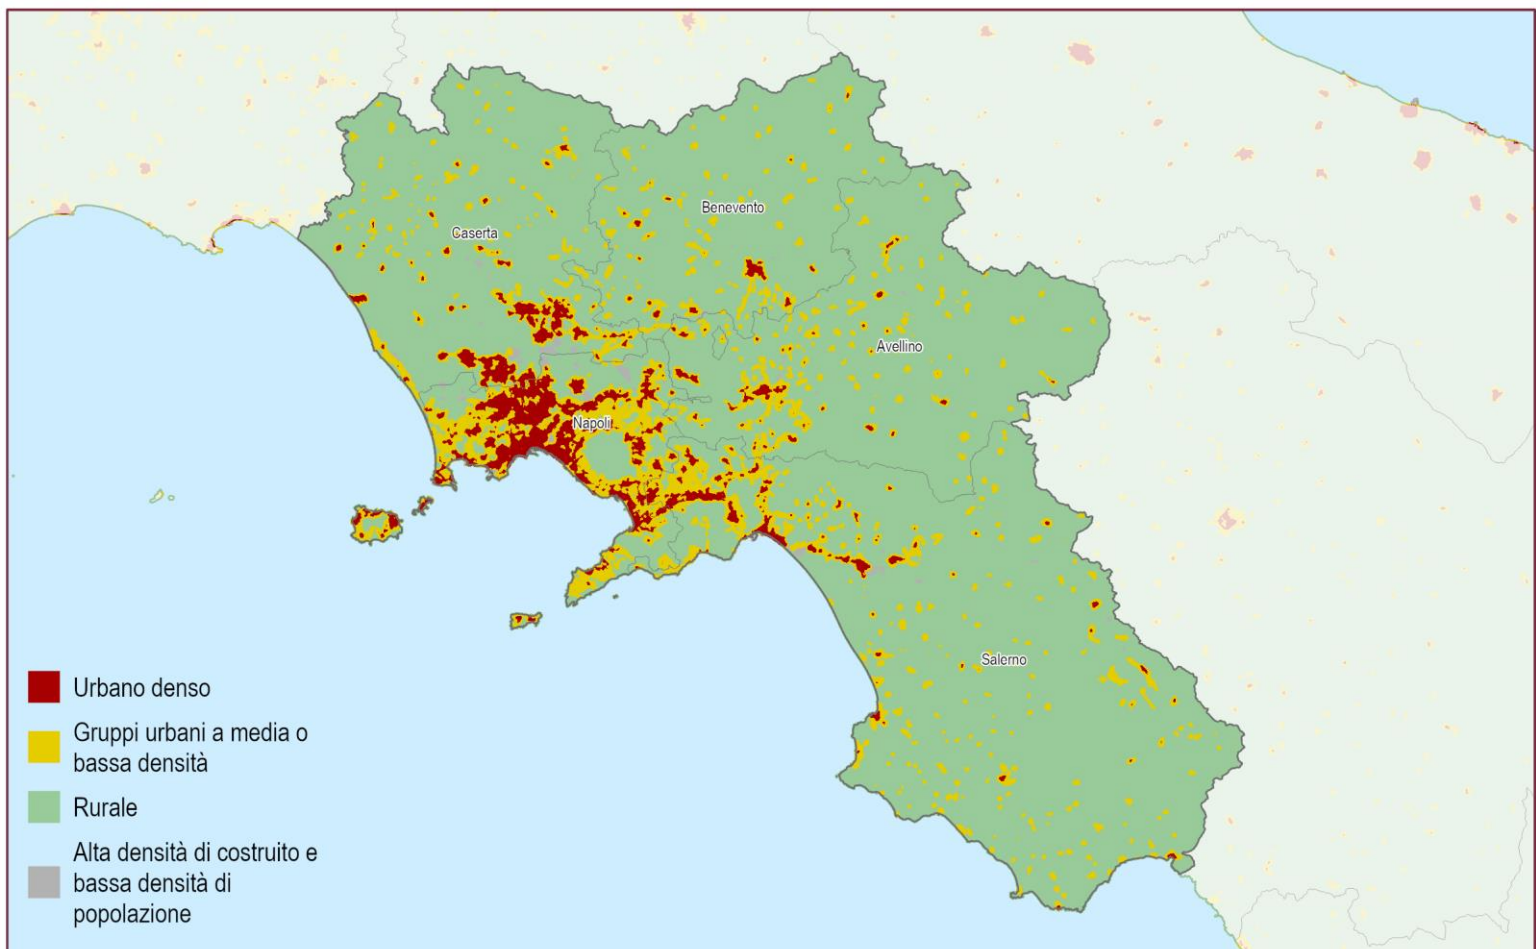 Benevento
Caserta
Avellino
Napoli
Salerno
Urbano denso
Gruppi urbani a media o
bassa densità
Rurale
Alta densità di costruito e
bassa densità di
popolazione